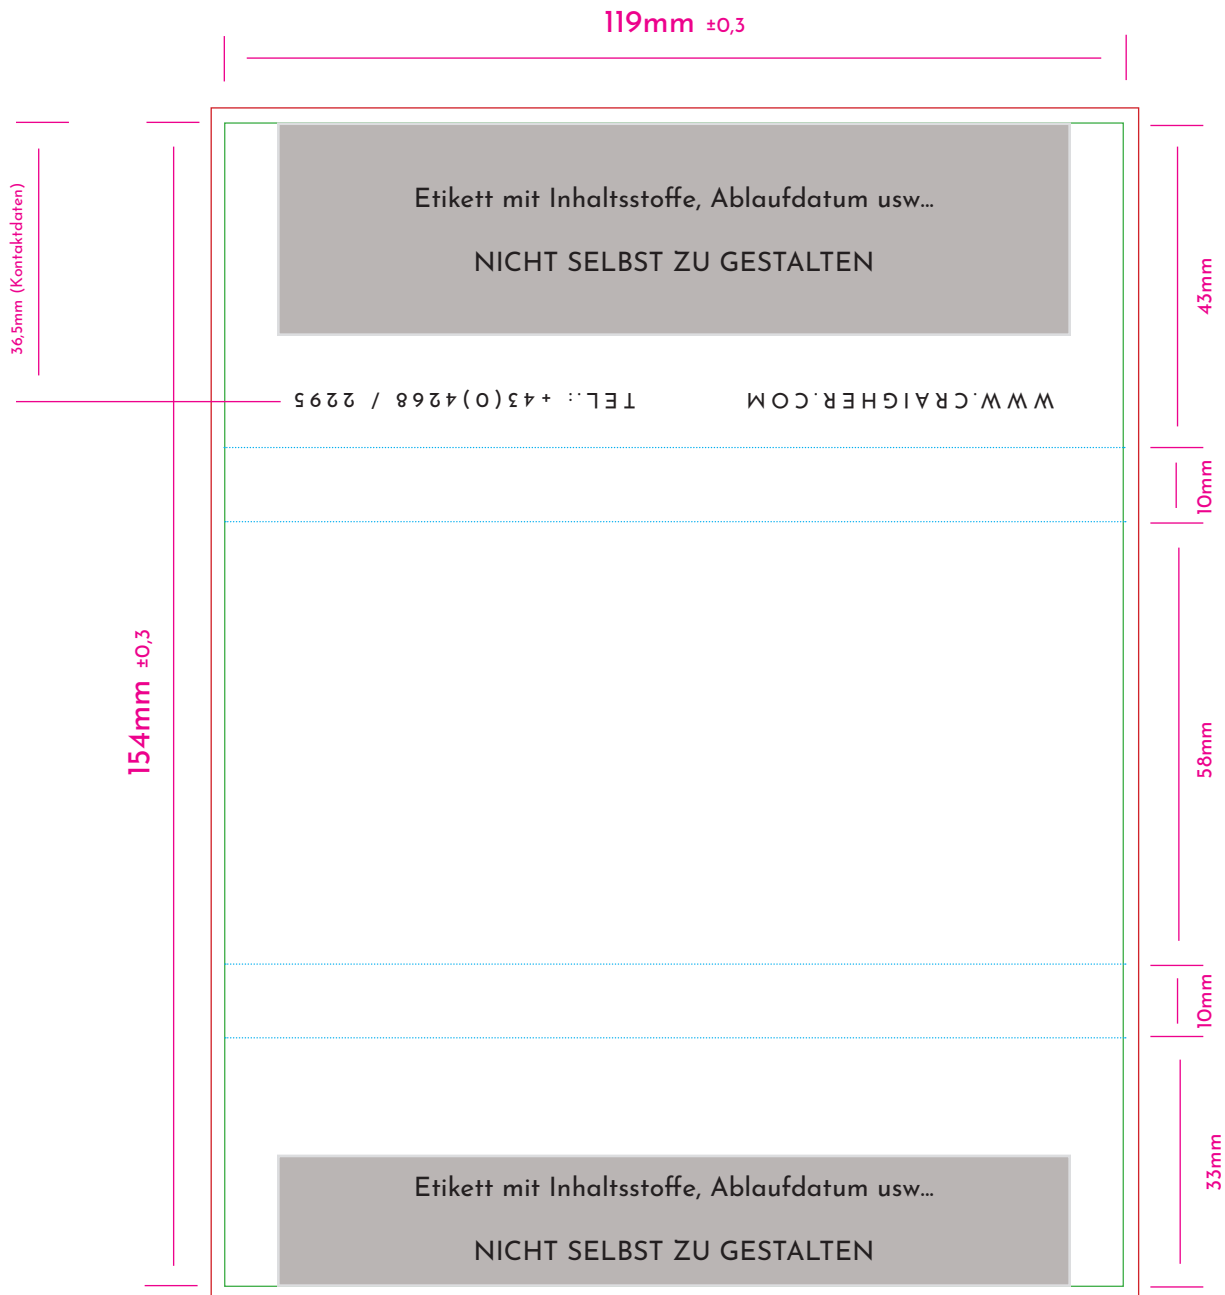 119mm ±0,3
36,5mm (Kontaktdaten)
Etikett mit Inhaltsstoffe, Ablaufdatum usw...
NICHT SELBST ZU GESTALTEN
43mm
WWW.CRAIGHER.COM
TEL.: +43(0)4268 / 2295
10mm
154mm ±0,3
58mm
10mm
33mm
Etikett mit Inhaltsstoffe, Ablaufdatum usw...
NICHT SELBST ZU GESTALTEN